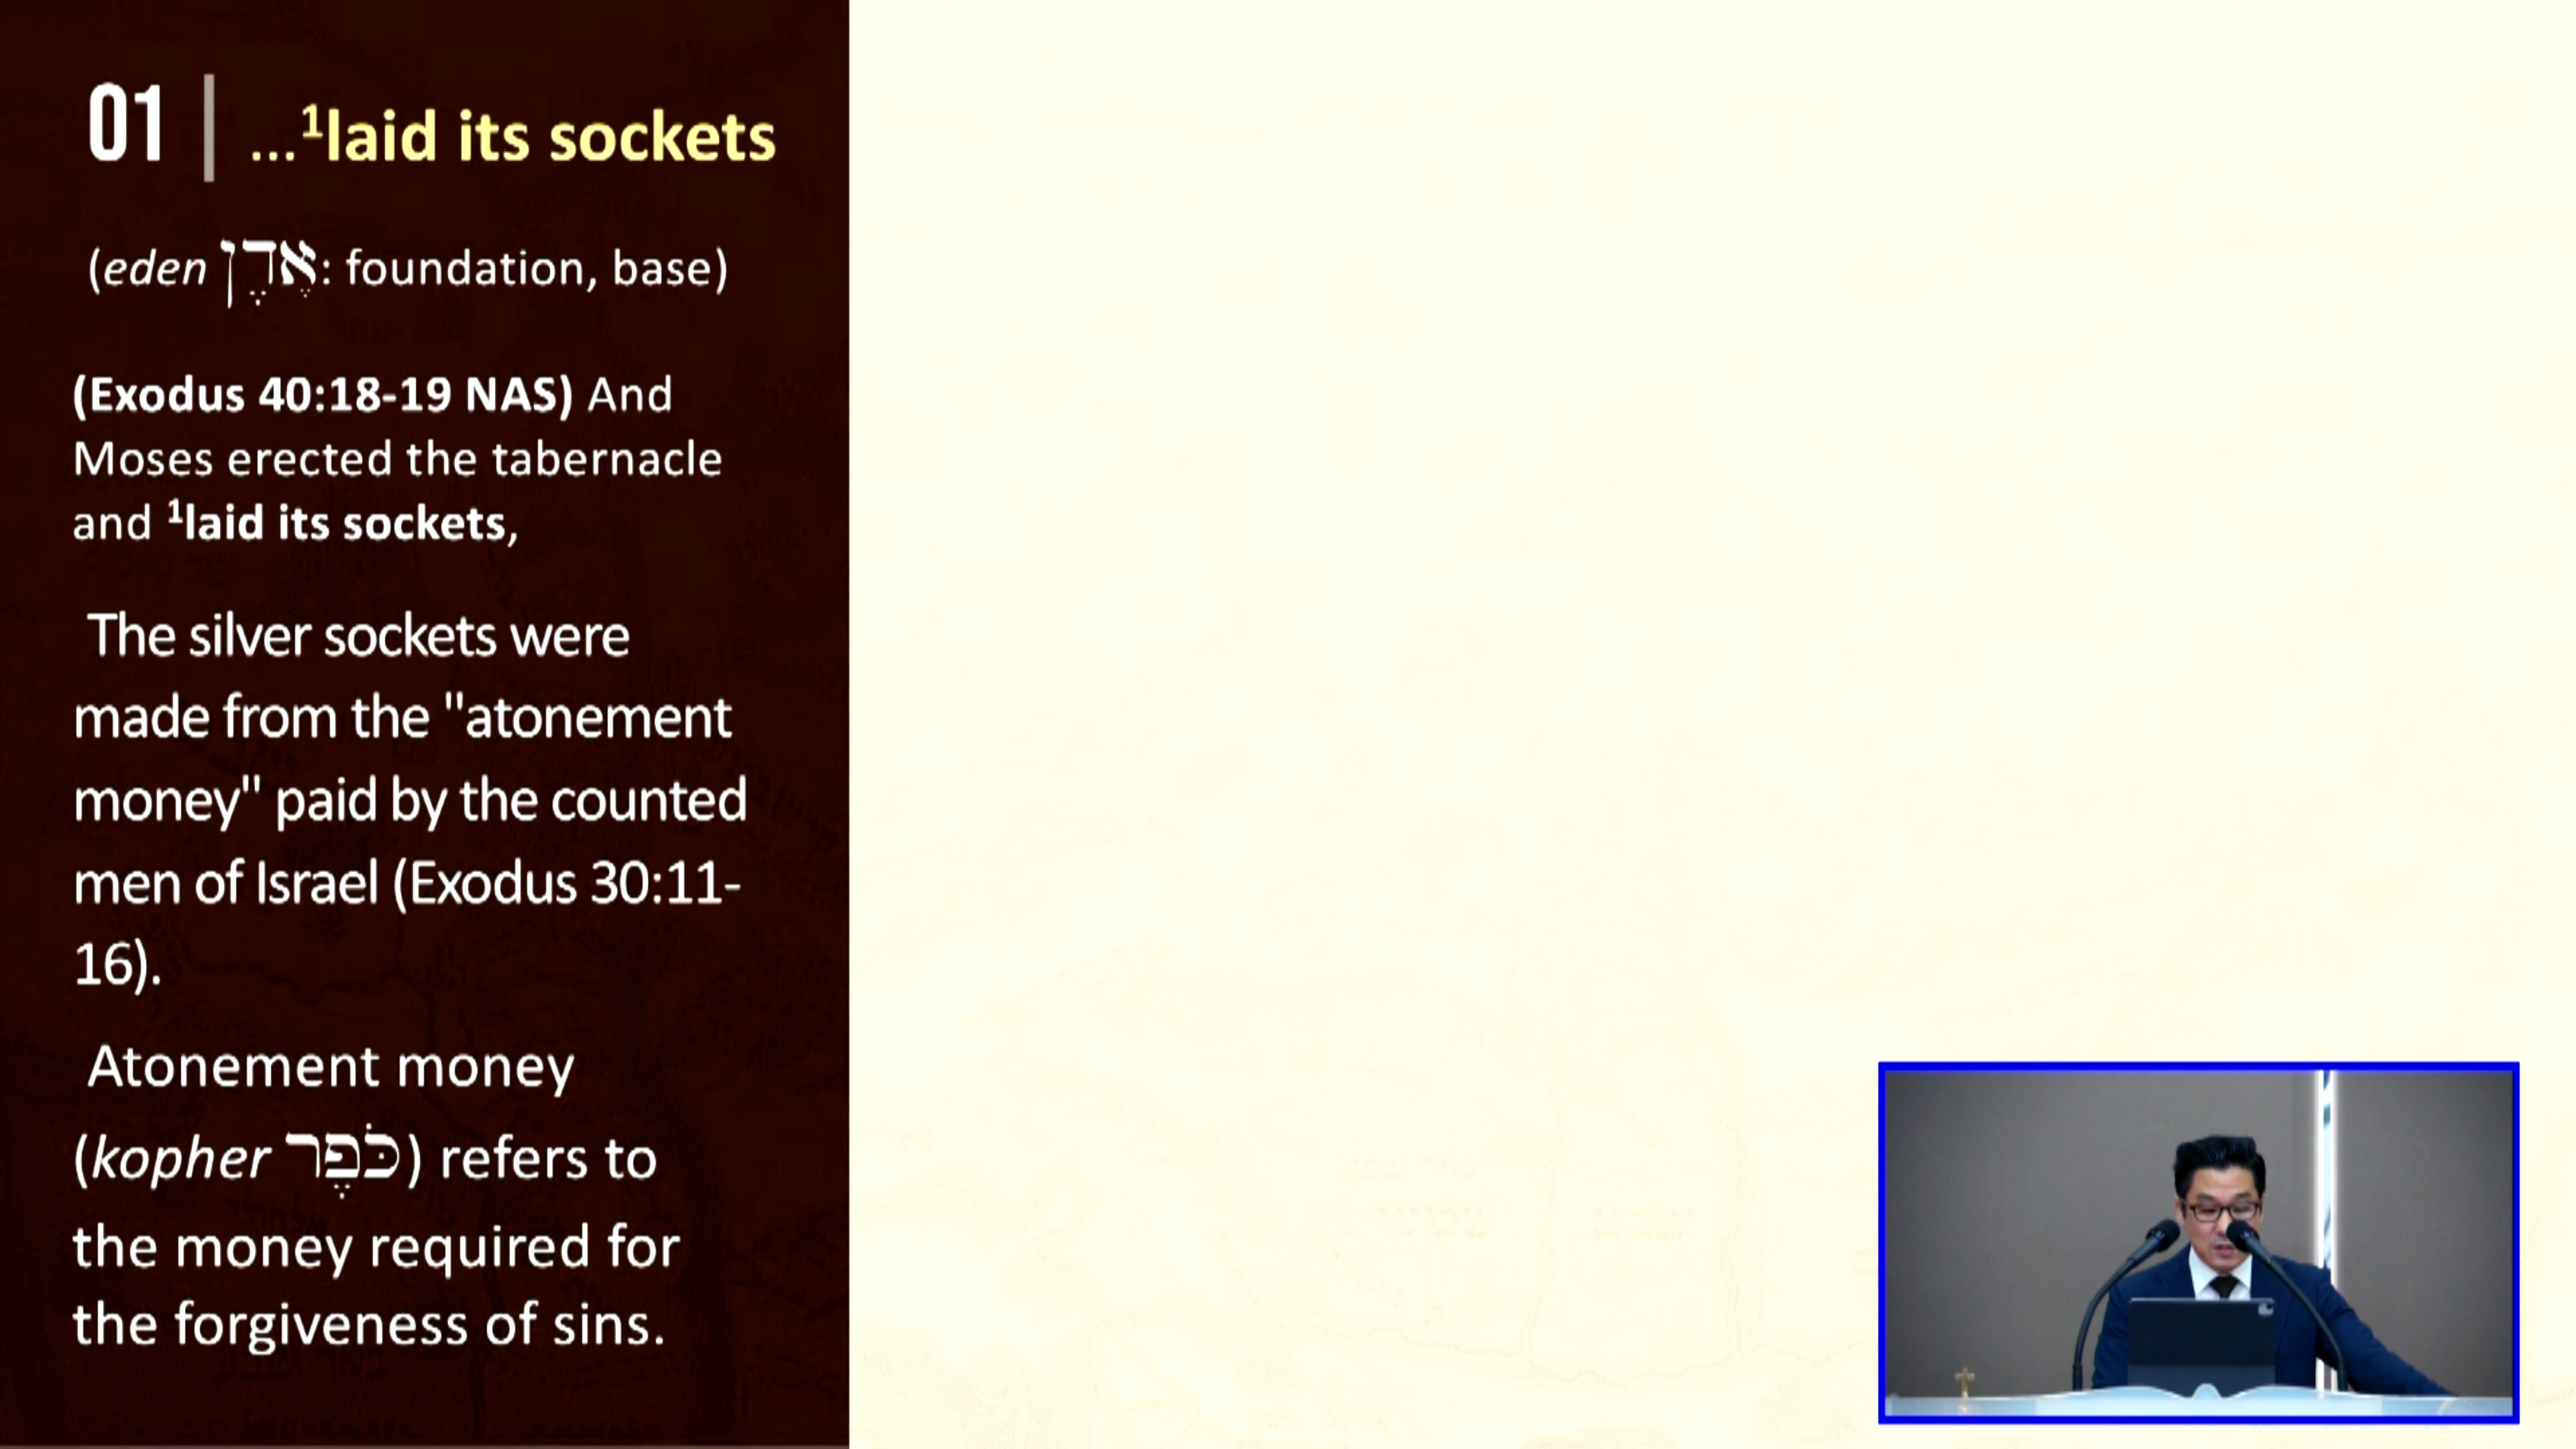 01 | ...¹laid its sockets
(eden אֶדֶן: foundation, base)
(Exodus 40:18-19 NAS) And
Moses erected the tabernacle
and ¹laid its sockets,
The silver sockets were
made from the "atonement
money" paid by the counted
men of Israel (Exodus 30:11-
16).
Atonement money
(kopher כֹּפֶר) refers to
the money required for
the forgiveness of sins.